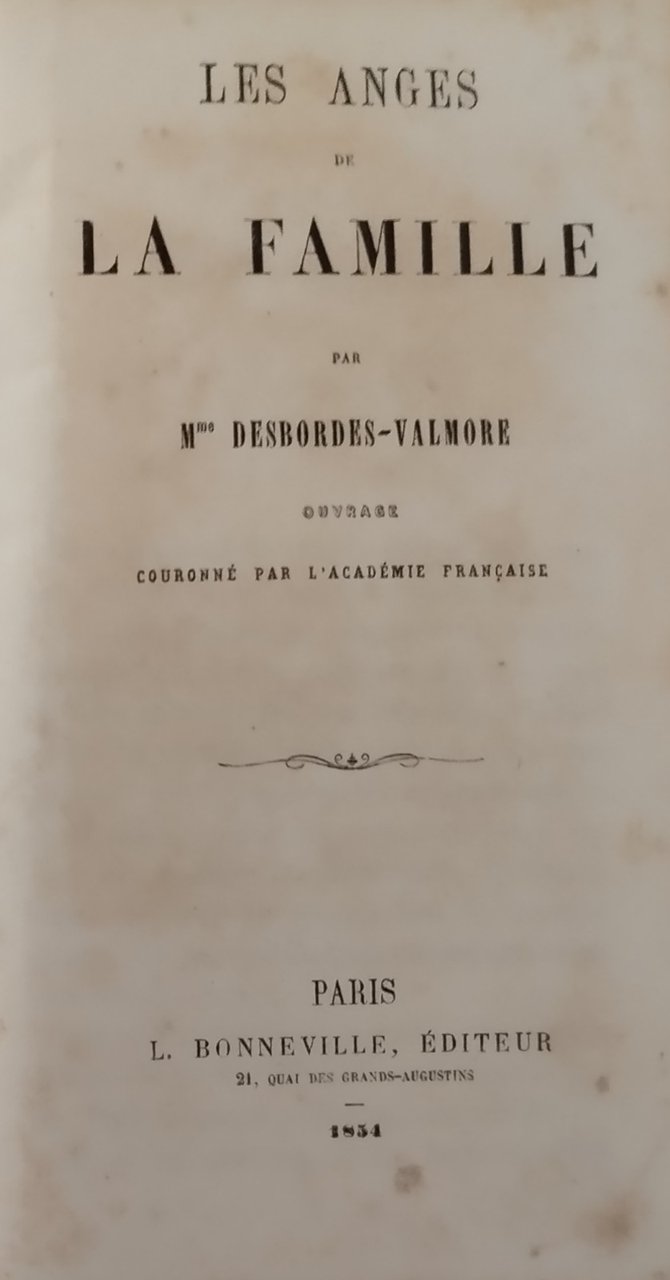 LES ANGES
DE
LA FAMILLE
PAR
Mme DESBORDES-VALMORE
OUVRAGE
COURONNÉ PAR L'ACADÉMIE FRANÇAISE
PARIS
L. BONNEVILLE, ÉDITEUR
21, QUAI DES GRANDS-AUGUSTINS
1854